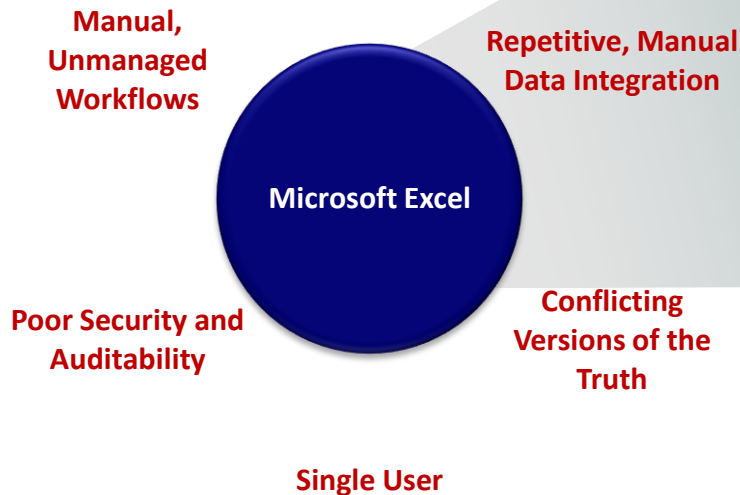 Manual,
Unmanaged
Workflows
Repetitive, Manual
Data Integration
Microsoft Excel
Poor Security and
Auditability
Conflicting
Versions of the
Truth
Single User